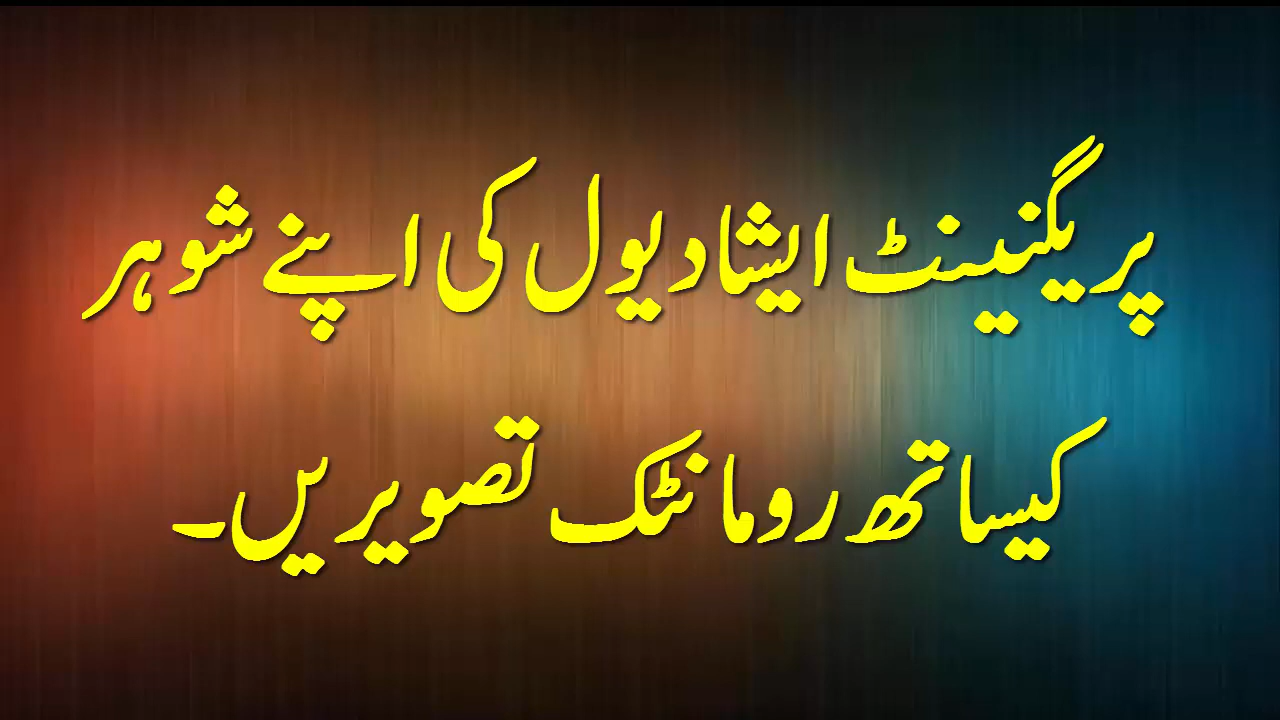 پریگنینٹ ایشا دیول کی اپنے شوہر
کیساتھ رومانٹک تصویریں۔